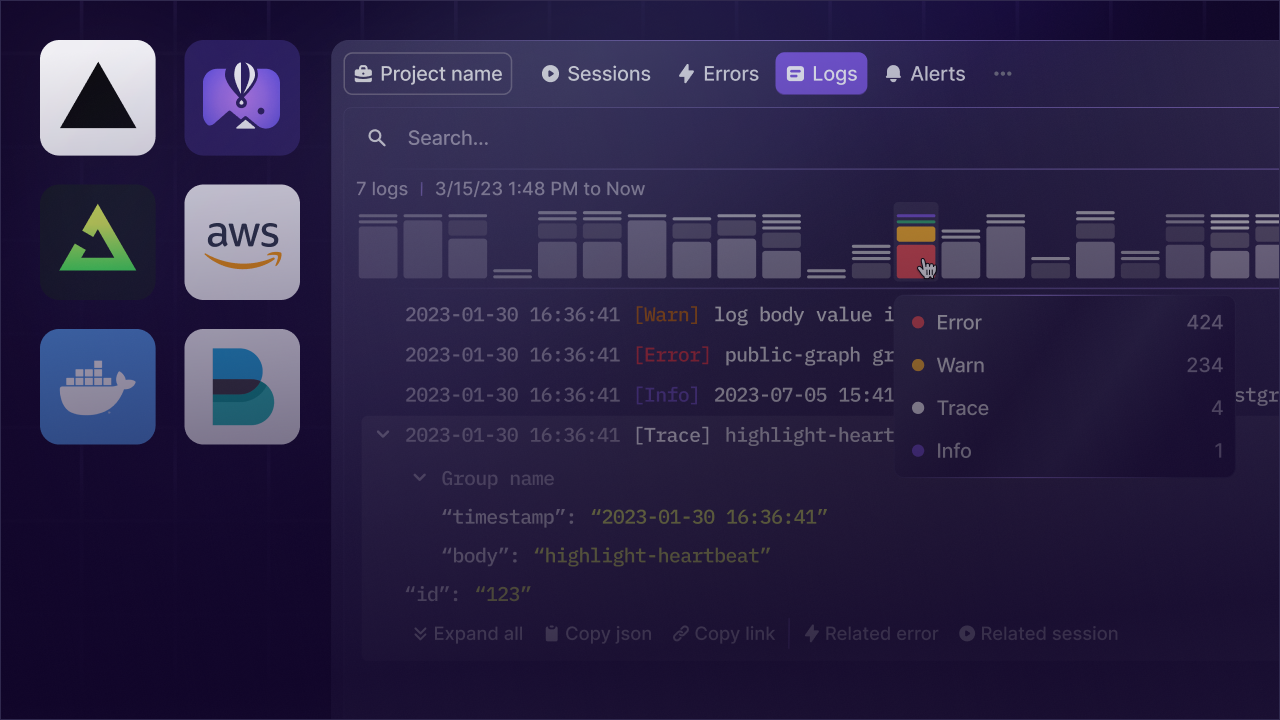 Project name Sessions Errors Logs Alerts
Search...
aws
7 logs | 3/15/23 1:48 PM to Now
2023-01-30 16:36:41 [Warn] log body value i
2023-01-30 16:36:41 [Error] public-graph gr
2023-01-30 16:36:41 [Info] 2023-07-05 15:41
stgr
2023-01-30 16:36:41 [Trace] highlight-heart
Error 424
Warn 234
Trace 4
Info 1
Group name
“timestamp”: “2023-01-30 16:36:41”
“body”: “highlight-heartbeat”
“id”: “123”
Expand all Copy json Copy link Related error Related session